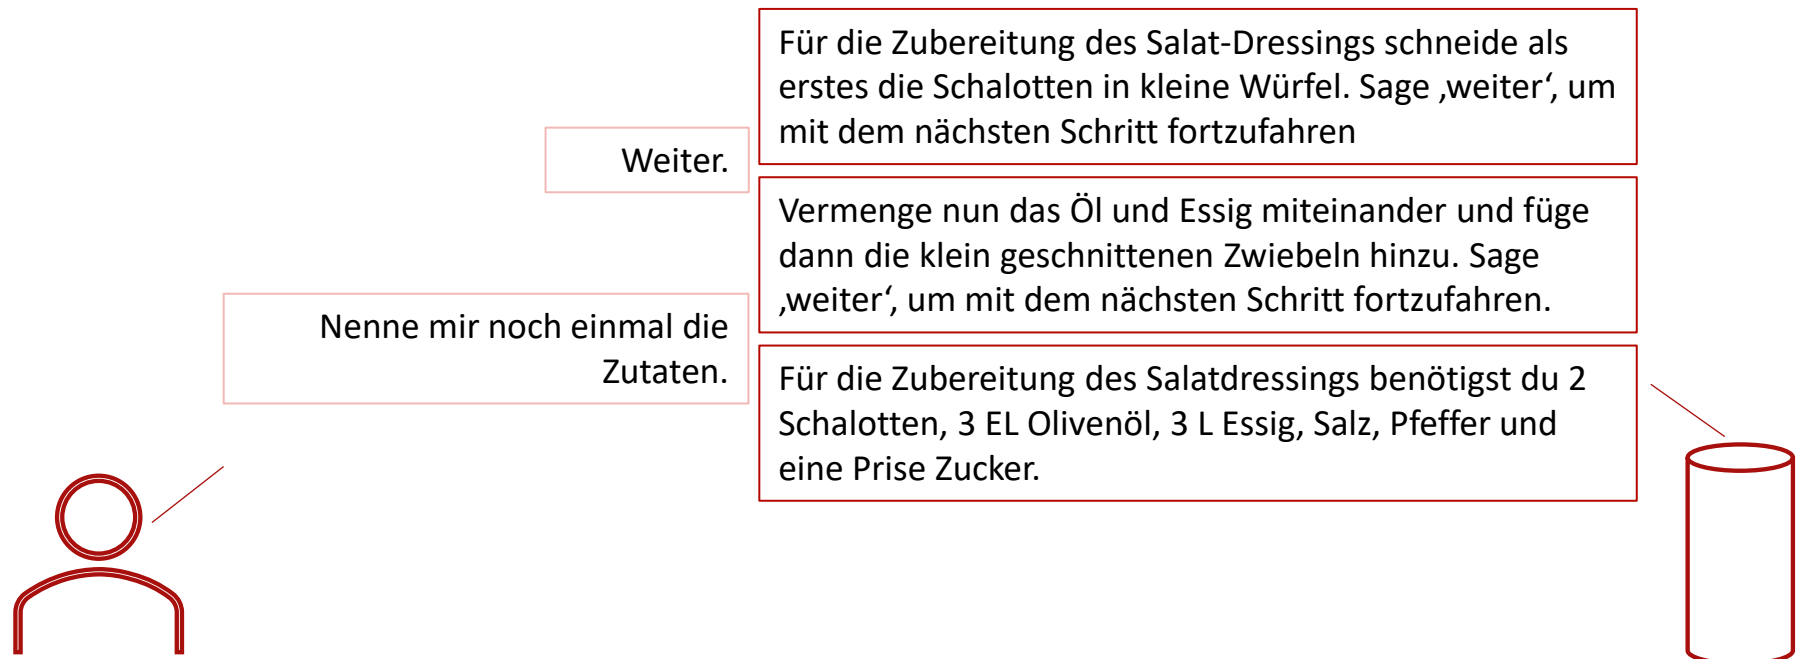 Für die Zubereitung des Salat-Dressings schneide als
erstes die Schalotten in kleine Würfel. Sage ‚weiter‘, um
mit dem nächsten Schritt fortzufahren
Weiter.
Vermenge nun das Öl und Essig miteinander und füge
dann die klein geschnittenen Zwiebeln hinzu. Sage
‚weiter‘, um mit dem nächsten Schritt fortzufahren.
Nenne mir noch einmal die
Zutaten.
Für die Zubereitung des Salatdressings benötigst du 2
Schalotten, 3 EL Olivenöl, 3 L Essig, Salz, Pfeffer und
eine Prise Zucker.